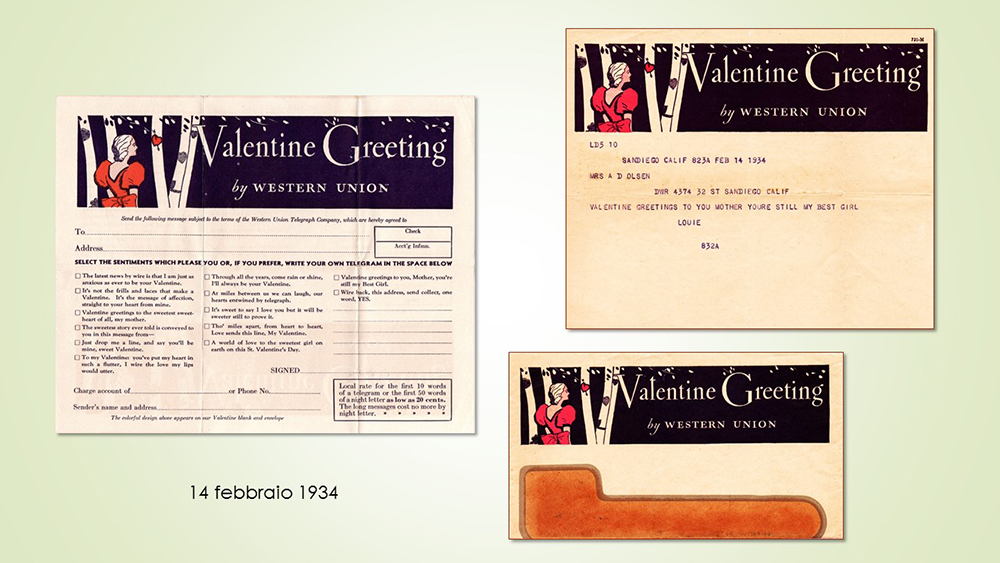 Valentine Greeting
by WESTERN UNION
Send the following message subject to the terms of the Western Union Telegraph Company, which are hereby agreed to
To
Check
Acct'g Infmn.
Address
SELECT THE SENTIMENTS WHICH PLEASE YOU OR, IF YOU PREFER, WRITE YOUR OWN TELEGRAM IN THE SPACE BELOW
The latest news by wire is that I am just as
anxious as ever to be your Valentine.
It's not the frills and laces that make a
Valentine. It's the message of affection,
straight to your heart from mine.
Valentine greetings to the sweetest sweet-
heart of all, my mother.
The sweetest story ever told is conveyed to
you in this message from—
Just drop me a line, and say you'll be
mine, sweet Valentine.
To my Valentine: you've put my heart in
such a flutter, I wire the love my lips
would utter.
Through all the years, come rain or shine,
I'll always be your Valentine.
At miles between us we can laugh, our
hearts entwined by telegraph.
It's sweet to say I love you but it will be
sweeter still to prove it.
Tho' miles apart, from heart to heart,
Love sends this line, My Valentine.
A world of love to the sweetest girl on
earth on this St. Valentine's Day.
Valentine greetings to you, Mother, you're
still my Best Girl.
Wire back, this address, send collect, one
word, YES.
SIGNED
Charge account of or Phone No.
Sender's name and address
The colorful design above appears on our Valentine blank and envelope
Local rate for the first 10 words
of a telegram or the first 50 words
of a night letter as low as 20 cents.
The long messages cost no more by
night letter.
14 febbraio 1934
Valentine Greeting
by WESTERN UNION
LD5 10
SANDIEGO CALIF 823A FEB 14 1934
MRS A D OLSEN
DWR 4374 32 ST SANDIEGO CALIF
VALENTINE GREETINGS TO YOU MOTHER YOURE STILL MY BEST GIRL
LOUIE
832A
Valentine Greeting
by WESTERN UNION